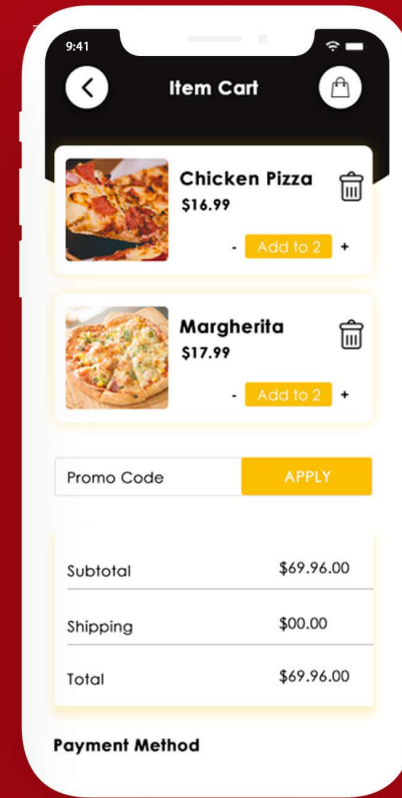 9:41
Item Cart
Chicken Pizza
$16.99
- Add to 2 +
Margherita
$17.99
- Add to 2 +
Promo Code APPLY
Subtotal $69.96.00
Shipping $00.00
Total $69.96.00
Payment Method